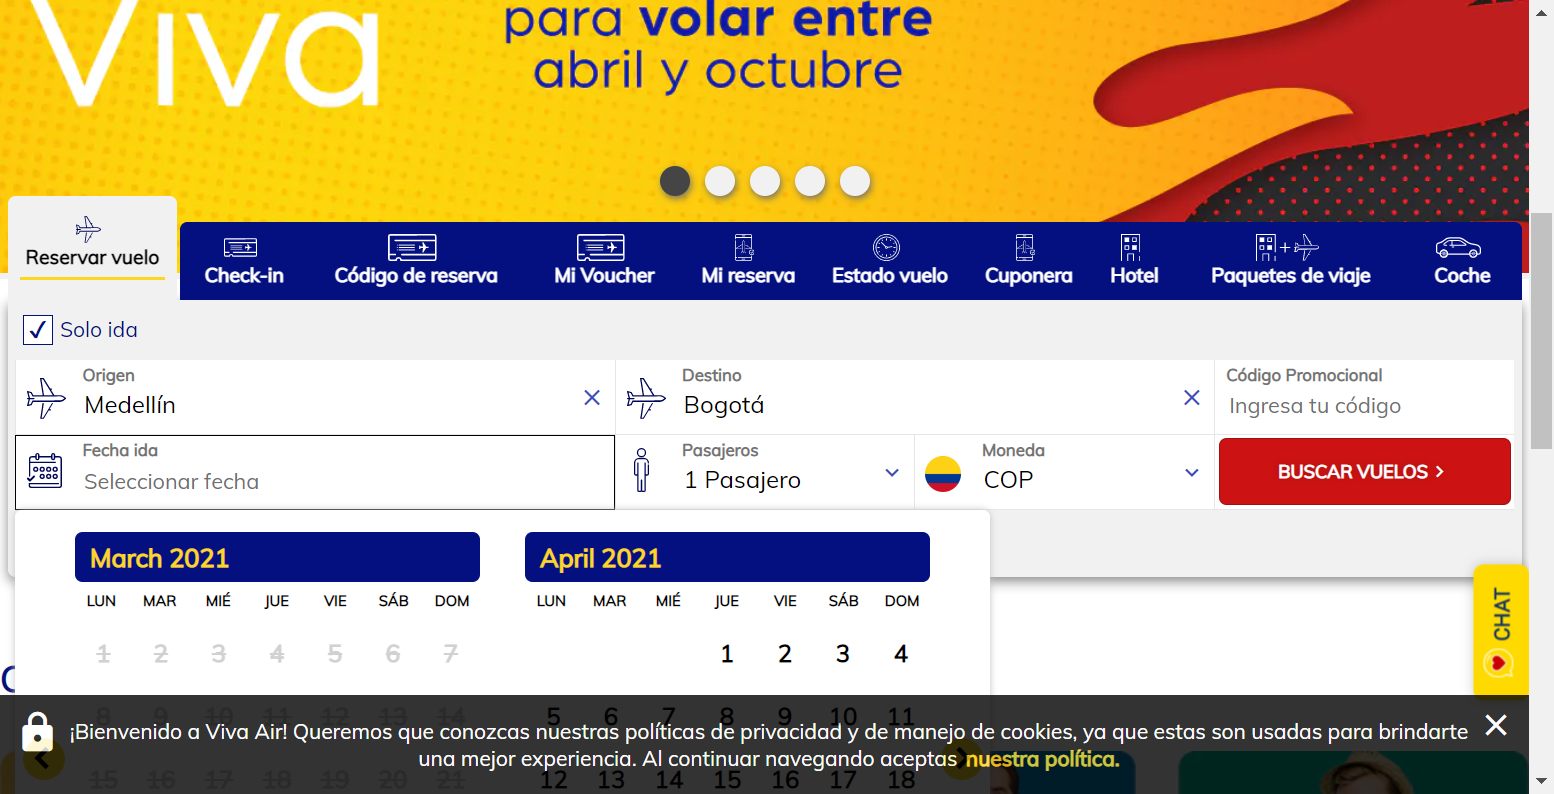 Viva
para volar entre
abril y octubre
Reservar vuelo
Check-in
Código de reserva
Mi Voucher
Mi reserva
Estado vuelo
Cuponera
Hotel
Paquetes de viaje
Coche
Solo ida
Origen
Medellín
Destino
Bogotá
Código Promocional
Ingresa tu código
Fecha ida
Seleccionar fecha
Pasajeros
1 Pasajero
Moneda
COP
BUSCAR VUELOS
March 2021
LUN MAR MIÉ JUE VIE SÁB DOM
1 2 3 4 5 6 7
8 9 10 11 12 13 14
15 16 17 18 19 20 21
April 2021
LUN MAR MIÉ JUE VIE SÁB DOM
1 2 3 4
5 6 7 8 9 10 11
12 13 14 15 16 17 18
CHAT
¡Bienvenido a Viva Air! Queremos que conozcas nuestras políticas de privacidad y de manejo de cookies, ya que estas son usadas para brindarte
una mejor experiencia. Al continuar navegando aceptas nuestra política.